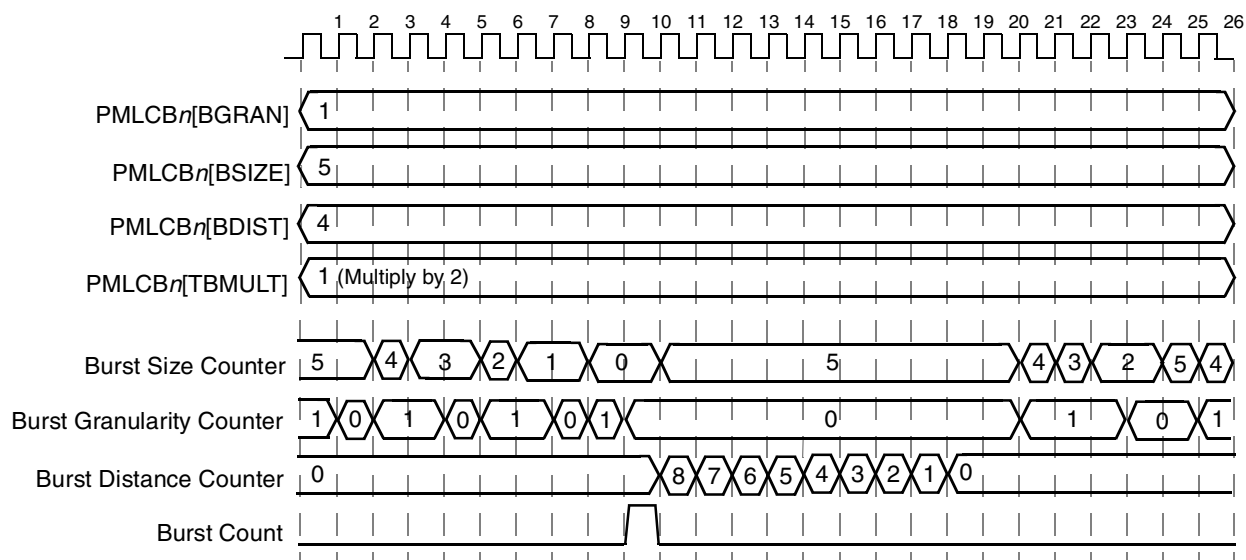 1 2 3 4 5 6 7 8 9 10 11 12 13 14 15 16 17 18 19 20 21 22 23 24 25 26
PMLCBn[BGRAN] 1
PMLCBn[BSIZE] 5
PMLCBn[BDIST] 4
PMLCBn[TBMULT] 1 (Multiply by 2)
Burst Size Counter 5 4 3 2 1 0 5 4 3 2 5 4
Burst Granularity Counter 1 0 1 0 1 0 1 0 1 0 1
Burst Distance Counter 0 8 7 6 5 4 3 2 1 0
Burst Count